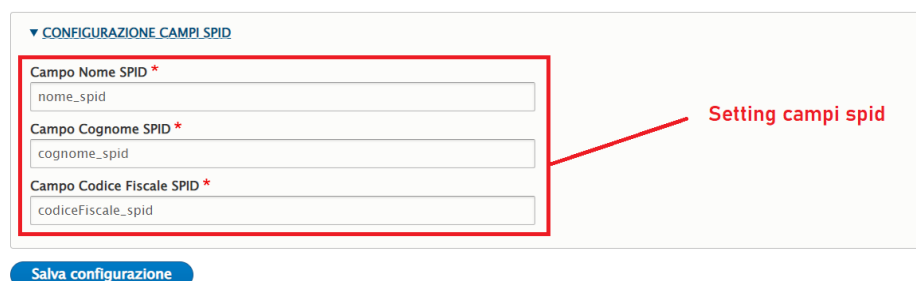 CONFIGURAZIONE CAMPI SPID
Campo Nome SPID *
nome_spid
Campo Cognome SPID *
cognome_spid
Campo Codice Fiscale SPID *
codiceFiscale_spid
Setting campi spid
Salva configurazione